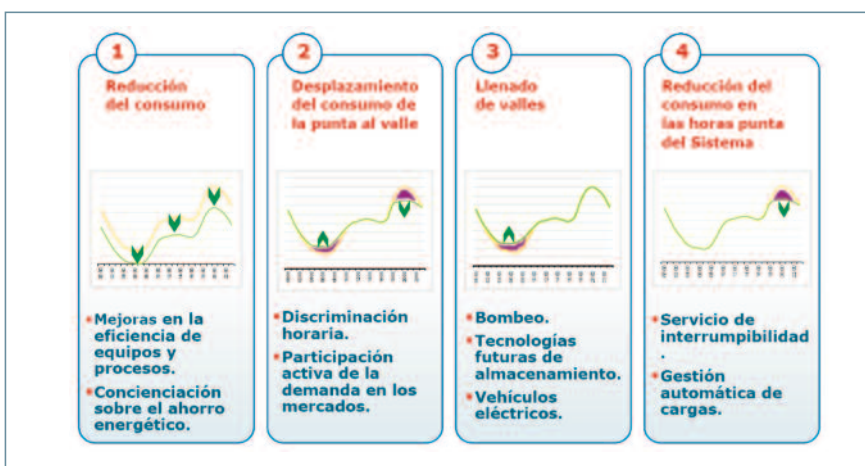 1
Reducción
del consumo
• Mejoras en la
eficiencia de
equipos y
procesos.
• Concienciación
sobre el ahorro
energético.
2
Desplazamiento
del consumo de
la punta al valle
• Discriminación
horaria.
• Participación
activa de la
demanda en los
mercados.
3
Llenado
de valles
• Bombeo.
• Tecnologías
futuras de
almacenamiento.
• Vehículos
eléctricos.
4
Reducción del
consumo en
las horas punta
del Sistema
• Servicio de
interrumpibilidad
.
• Gestión
automática de
cargas.